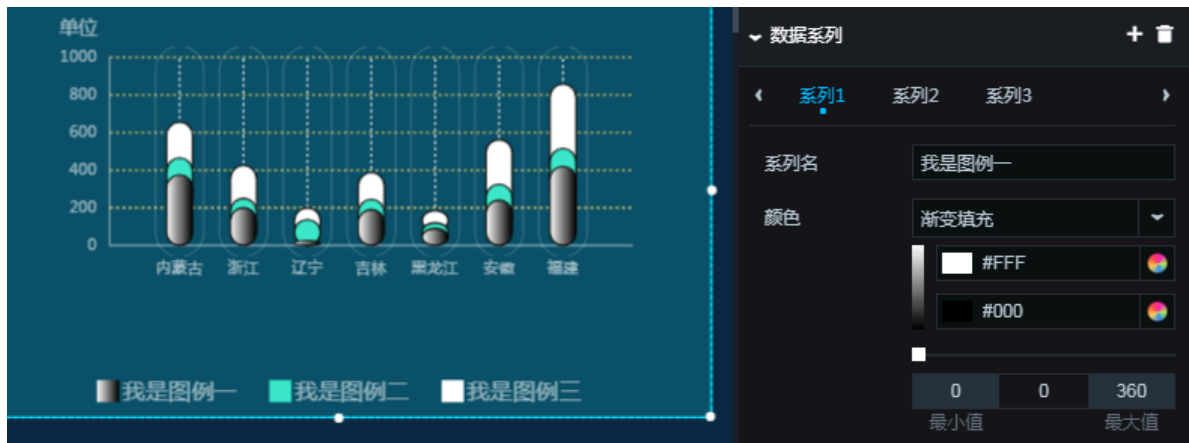 单位
1000
800
600
400
200
0
内蒙古 浙江 辽宁 吉林 黑龙江 安徽 福建
我是图例一 我是图例二 我是图例三
数据系列
系列1 系列2 系列3
系列名 我是图例一
颜色 渐变填充
#FFF
#000
0 0 360
最小值 最大值